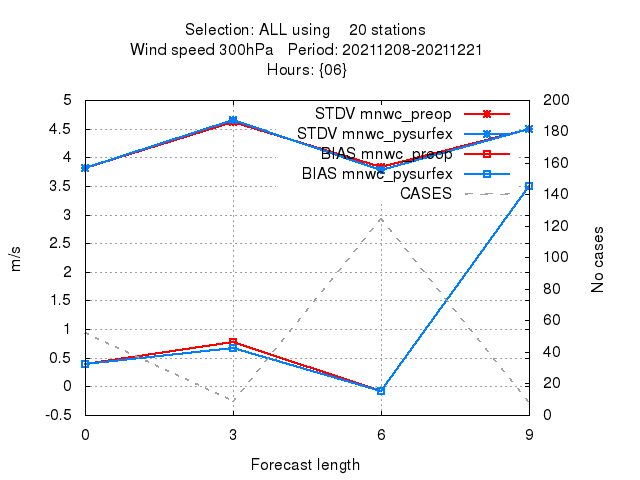 Selection: ALL using 20 stations
Wind speed 300hPa Period: 20211208-20211221
Hours: {06}
5
4.5
4
3.5
3
2.5
2
1.5
1
0.5
0
-0.5
200
180
160
140
120
100
80
60
40
20
0
STDV mnwc_preop
STDV mnwc_pysurfex
BIAS mnwc_preop
BIAS mnwc_pysurfex
CASES
m/s
No cases
0 3 6 9
Forecast length